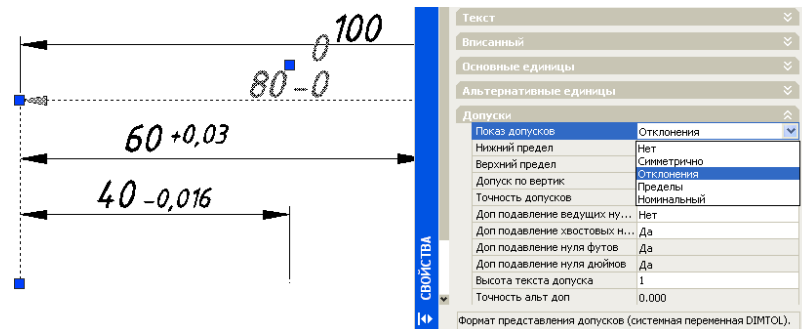 100
0
80 -0
60 +0,03
40 -0,016
Текст
Вписанный
Основные единицы
Альтернативные единицы
Допуски
Показ допусков Отклонения
Нижний предел Нет
Верхний предел Симметрично
Допуск по вертик Отклонения
Точность допусков Пределы
Номинальный
Доп подавление ведущих ну... Нет
Доп подавление хвостовых н... Да
Доп подавление нуля футов Да
Доп подавление нуля дюймов Да
Высота текста допуска 1
Точность альт доп 0.000
СВОЙСТВА
Формат представления допусков (системная переменная DIMTOL).